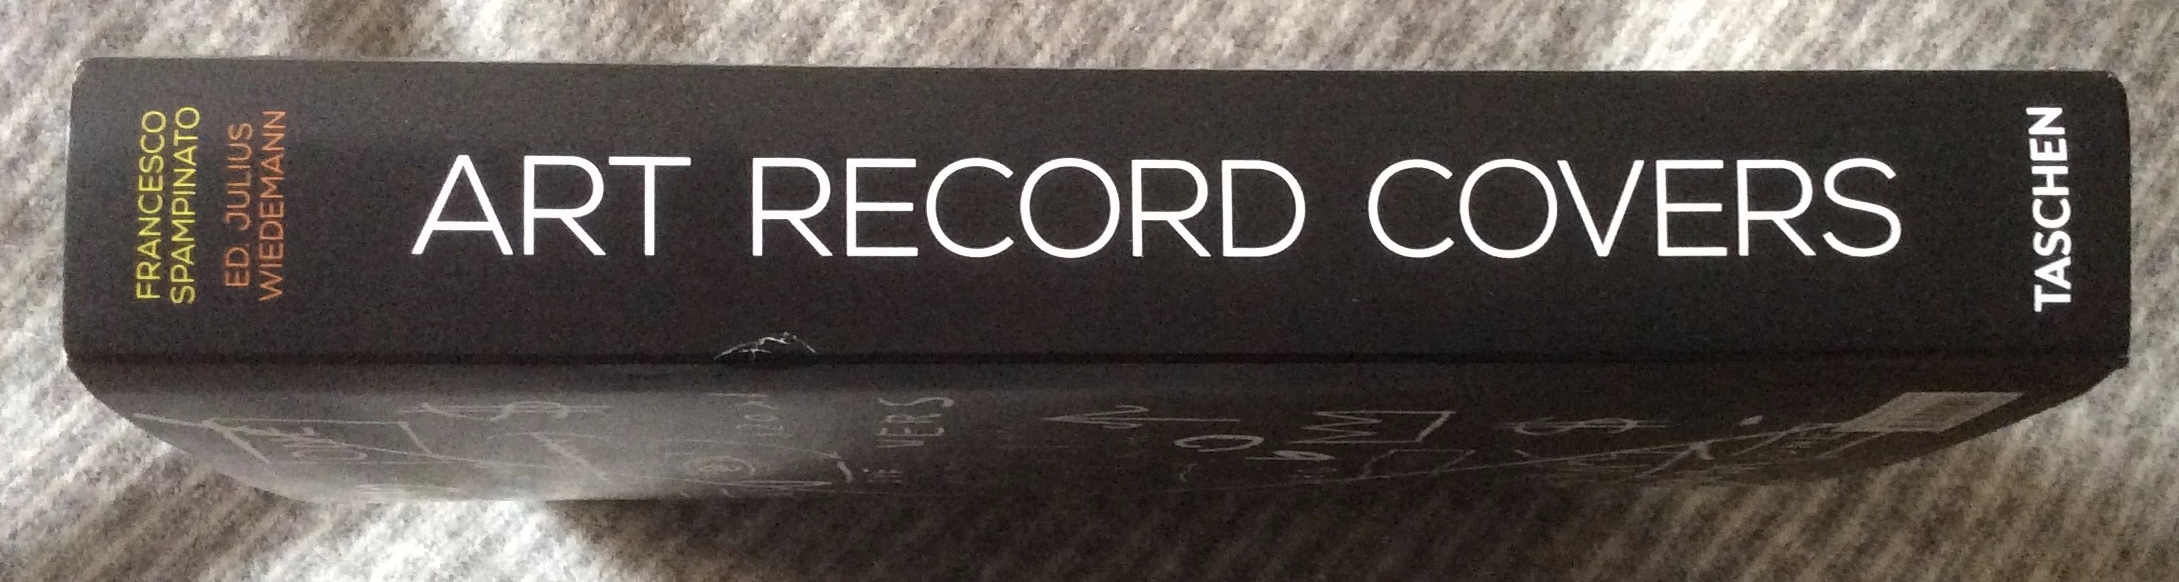 FRANCESCO
SPAMPINATO
ED. JULIUS
WIEDEMANN
ART RECORD COVERS
TASCHEN